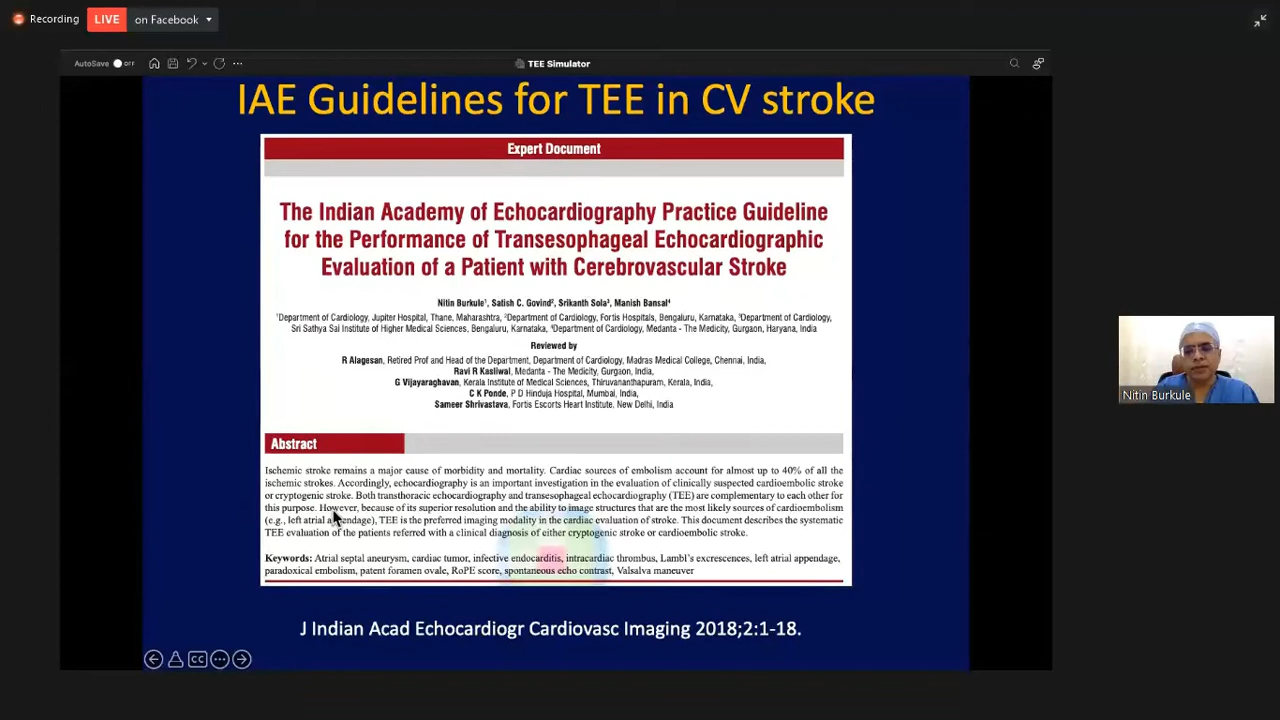 Recording
LIVE
on Facebook
AutoSave
OFF
TEE Simulator
IAE Guidelines for TEE in CV stroke
Expert Document
The Indian Academy of Echocardiography Practice Guideline
for the Performance of Transesophageal Echocardiographic
Evaluation of a Patient with Cerebrovascular Stroke
Nitin Burkule¹, Satish C. Govind², Srikanth Sola³, Manish Bansal⁴
¹Department of Cardiology, Jupiter Hospital, Thane, Maharashtra, ²Department of Cardiology, Fortis Hospitals, Bengaluru, Karnataka, ³Department of Cardiology,
Sri Sathya Sai Institute of Higher Medical Sciences, Bengaluru, Karnataka, ⁴Department of Cardiology, Medanta - The Medicity, Gurgaon, Haryana, India
Reviewed by
R Alagesan, Retired Prof and Head of the Department, Department of Cardiology, Madras Medical College, Chennai, India,
Ravi R Kasliwal, Medanta - The Medicity, Gurgaon, India,
G Vijayaraghavan, Kerala Institute of Medical Sciences, Thiruvananthapuram, Kerala, India,
C K Ponde, P D Hinduja Hospital, Mumbai, India,
Sameer Shrivastava, Fortis Escorts Heart Institute, New Delhi, India
Abstract
Ischemic stroke remains a major cause of morbidity and mortality. Cardiac sources of embolism account for almost up to 40% of all the
ischemic strokes. Accordingly, echocardiography is an important investigation in the evaluation of clinically suspected cardioembolic stroke
or cryptogenic stroke. Both transthoracic echocardiography and transesophageal echocardiography (TEE) are complementary to each other for
this purpose. However, because of its superior resolution and the ability to image structures that are the most likely sources of cardioembolism
(e.g., left atrial appendage), TEE is the preferred imaging modality in the cardiac evaluation of stroke. This document describes the systematic
TEE evaluation of the patients referred with a clinical diagnosis of either cryptogenic stroke or cardioembolic stroke.
Keywords: Atrial septal aneurysm, cardiac tumor, infective endocarditis, intracardiac thrombus, Lambl's excrescences, left atrial appendage,
paradoxical embolism, patent foramen ovale, RoPE score, spontaneous echo contrast, Valsalva maneuver
J Indian Acad Echocardiogr Cardiovasc Imaging 2018;2:1-18.
CC
Nitin Burkule